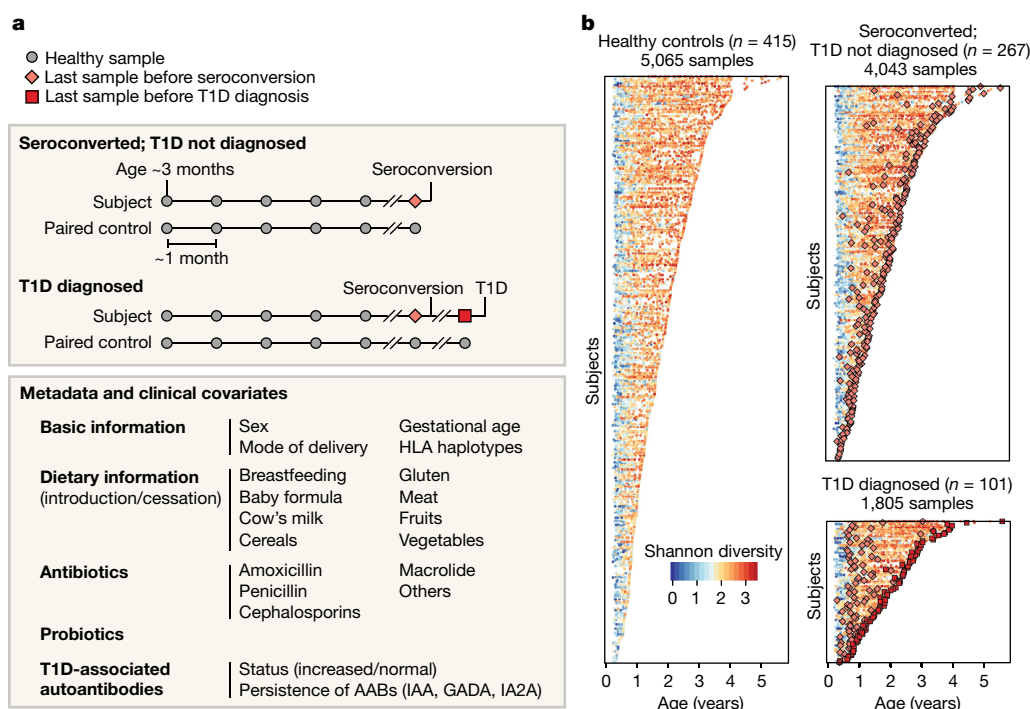 a
Healthy sample
Last sample before seroconversion
Last sample before T1D diagnosis
Seroconverted; T1D not diagnosed
Age ~3 months
Seroconversion
Subject
Paired control
~1 month
T1D diagnosed
Seroconversion
T1D
Subject
Paired control
Metadata and clinical covariates
Basic information
Sex
Gestational age
Mode of delivery
HLA haplotypes
Dietary information
(introduction/cessation)
Breastfeeding
Gluten
Baby formula
Meat
Cow's milk
Fruits
Cereals
Vegetables
Antibiotics
Amoxicillin
Macrolide
Penicillin
Others
Cephalosporins
Probiotics
T1D-associated
autoantibodies
Status (increased/normal)
Persistence of AABs (IAA, GADA, IA2A)
b
Healthy controls (n = 415)
5,065 samples
Subjects
Shannon diversity
0 1 2 3
0 1 2 3 4 5
Age (years)
Seroconverted;
T1D not diagnosed (n = 267)
4,043 samples
Subjects
T1D diagnosed (n = 101)
1,805 samples
Subjects
0 1 2 3 4 5
Age (years)